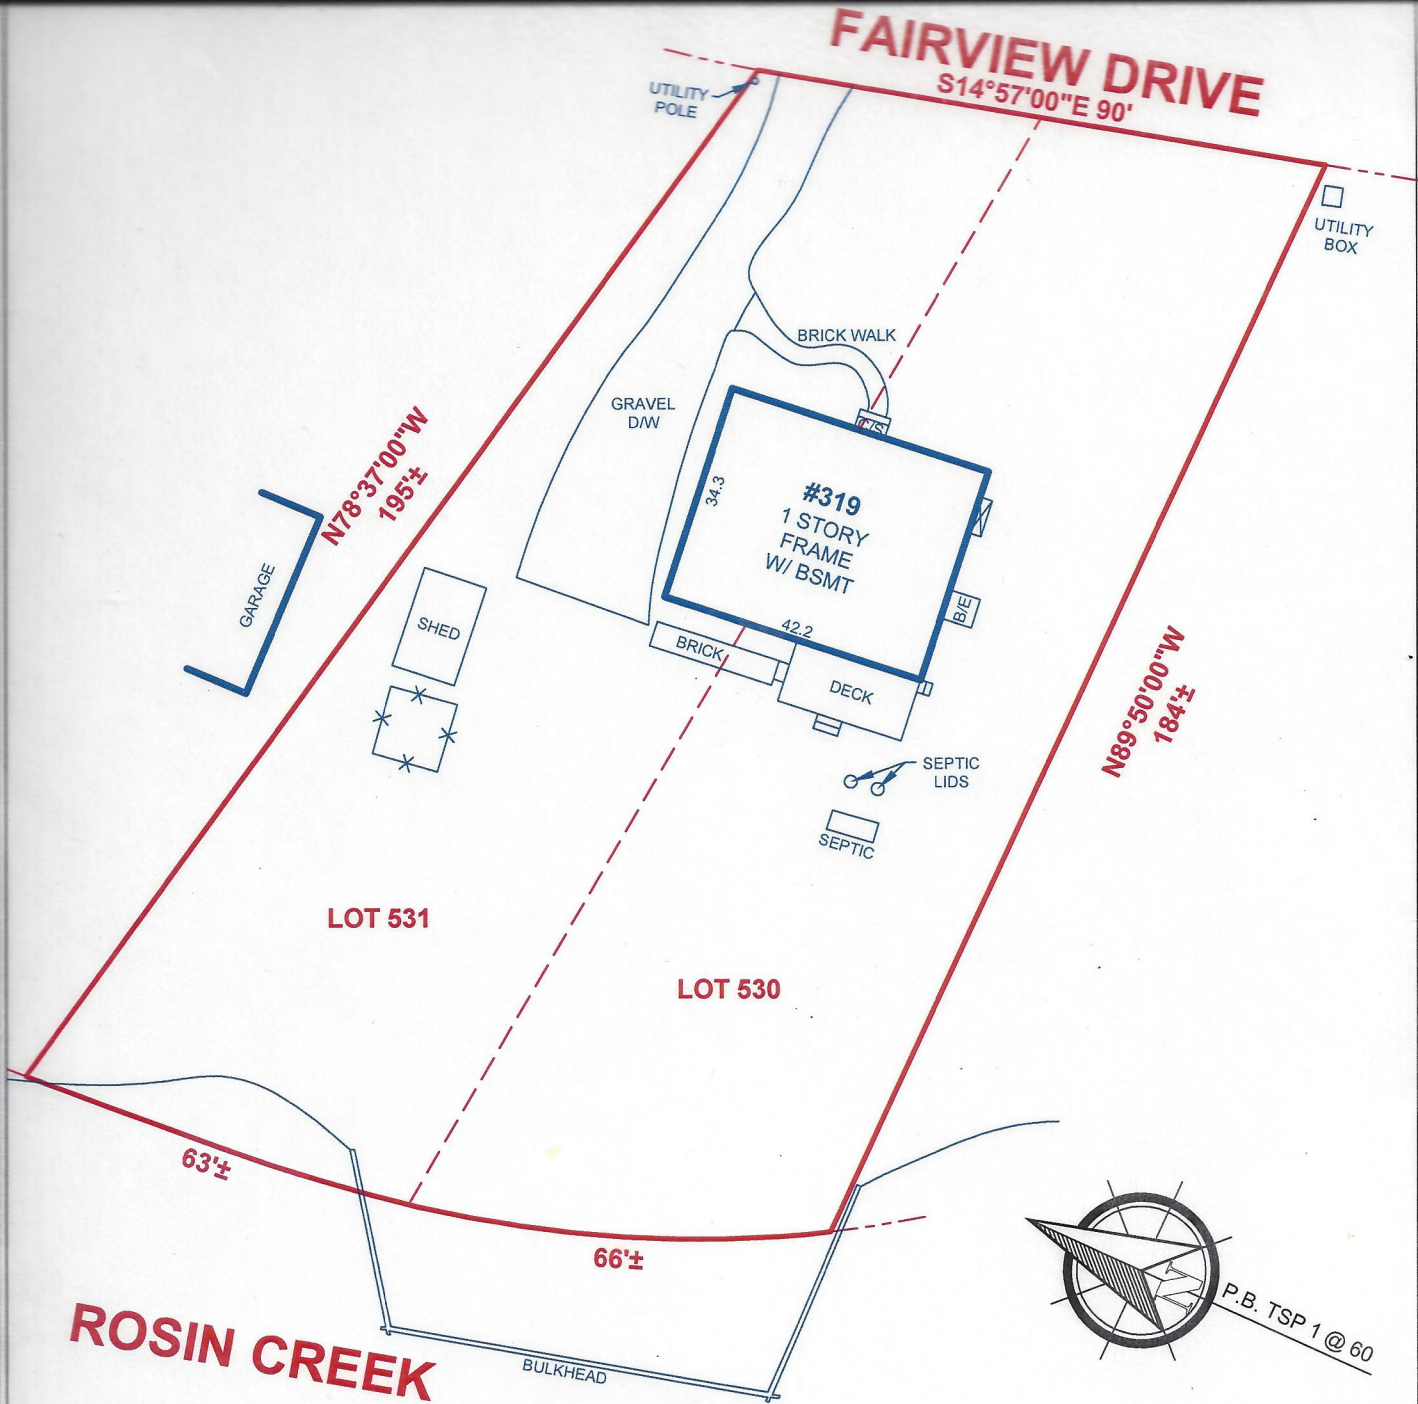 FAIRVIEW DRIVE
S14°57'00"E 90'
UTILITY
POLE
UTILITY
BOX
BRICK WALK
GRAVEL
D/W
C/S
N78°37'00"W
195'±
34.3
#319
1 STORY
FRAME
W/ BSMT
GARAGE
SHED
42.2
B/E
BRICK
DECK
N89°50'00"W
184'±
SEPTIC
LIDS
SEPTIC
LOT 531
LOT 530
63'±
66'±
ROSIN CREEK
BULKHEAD
N
P.B. TSP 1 @ 60